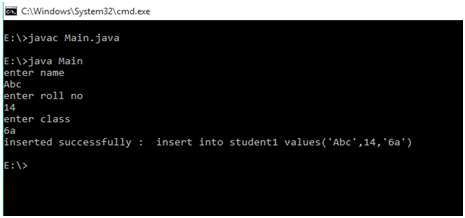 C:\Windows\System32\cmd.exe
E:\>javac Main.java
E:\>java Main
enter name
Abc
enter roll no
14
enter class
6a
inserted successfully :  insert into student1 values('Abc',14,'6a')
E:\>